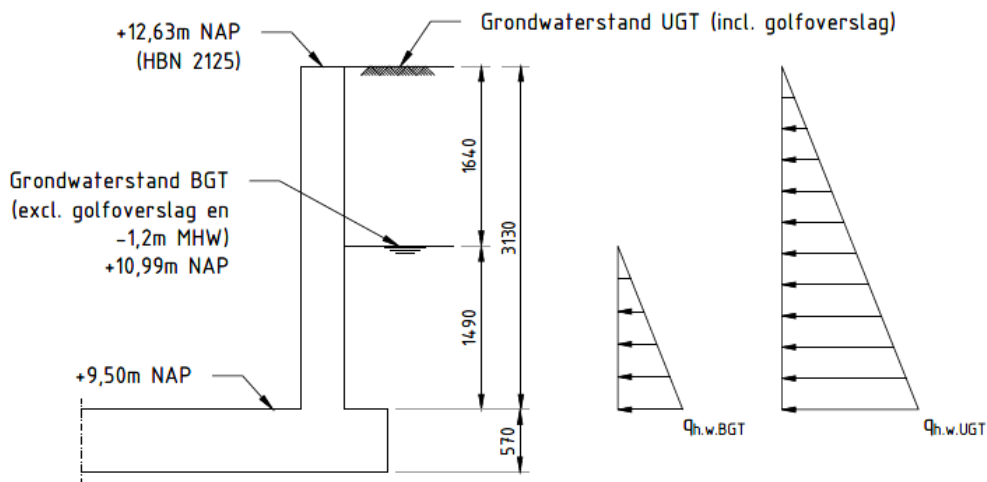 Grondwaterstand UGT (incl. golfoverslag)
+12,63m NAP
(HBN 2125)
1640
Grondwaterstand BGT
(excl. golfoverslag en
-1,2m MHW)
+10,99m NAP
3130
1490
+9,50m NAP
qh.w.BGT
qh.w.UGT
570